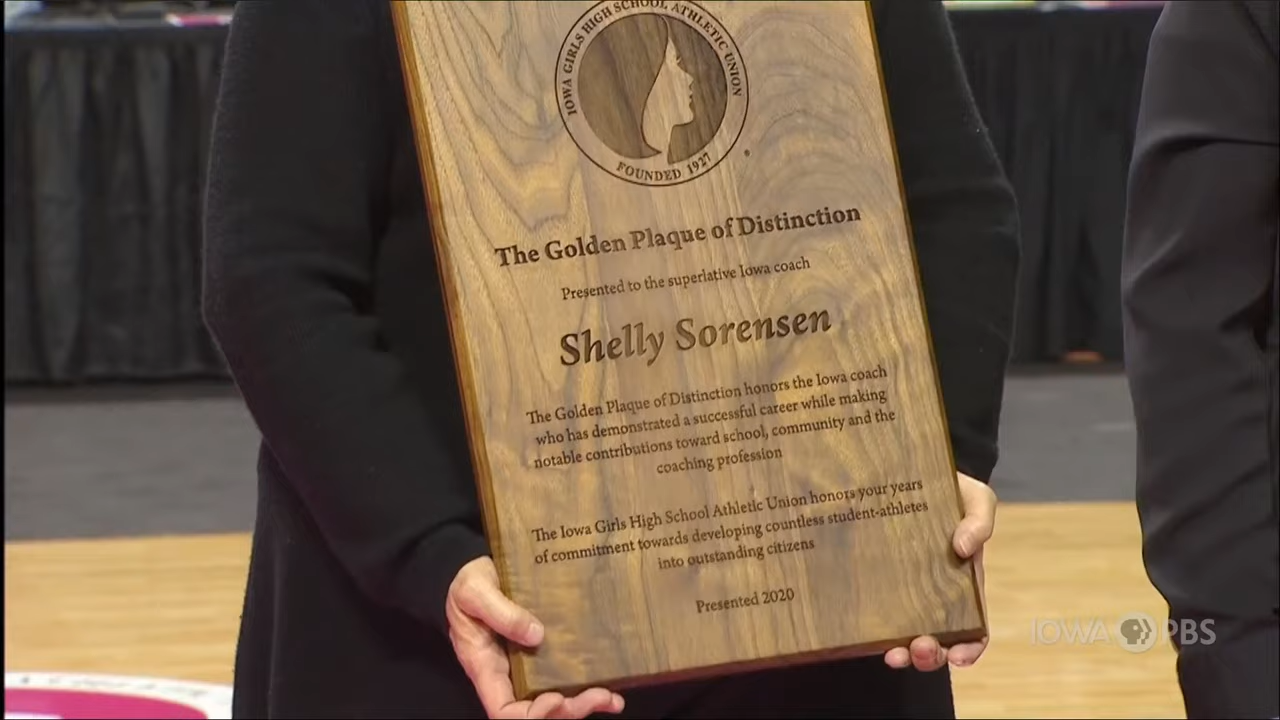 IOWA GIRLS HIGH SCHOOL ATHLETIC UNION
FOUNDED 1927
The Golden Plaque of Distinction
Presented to the superlative Iowa coach
Shelly Sorensen
The Golden Plaque of Distinction honors the Iowa coach
who has demonstrated a successful career while making
notable contributions toward school, community and the
coaching profession
The Iowa Girls High School Athletic Union honors your years
of commitment towards developing countless student-athletes
into outstanding citizens
Presented 2020
IOWA PBS